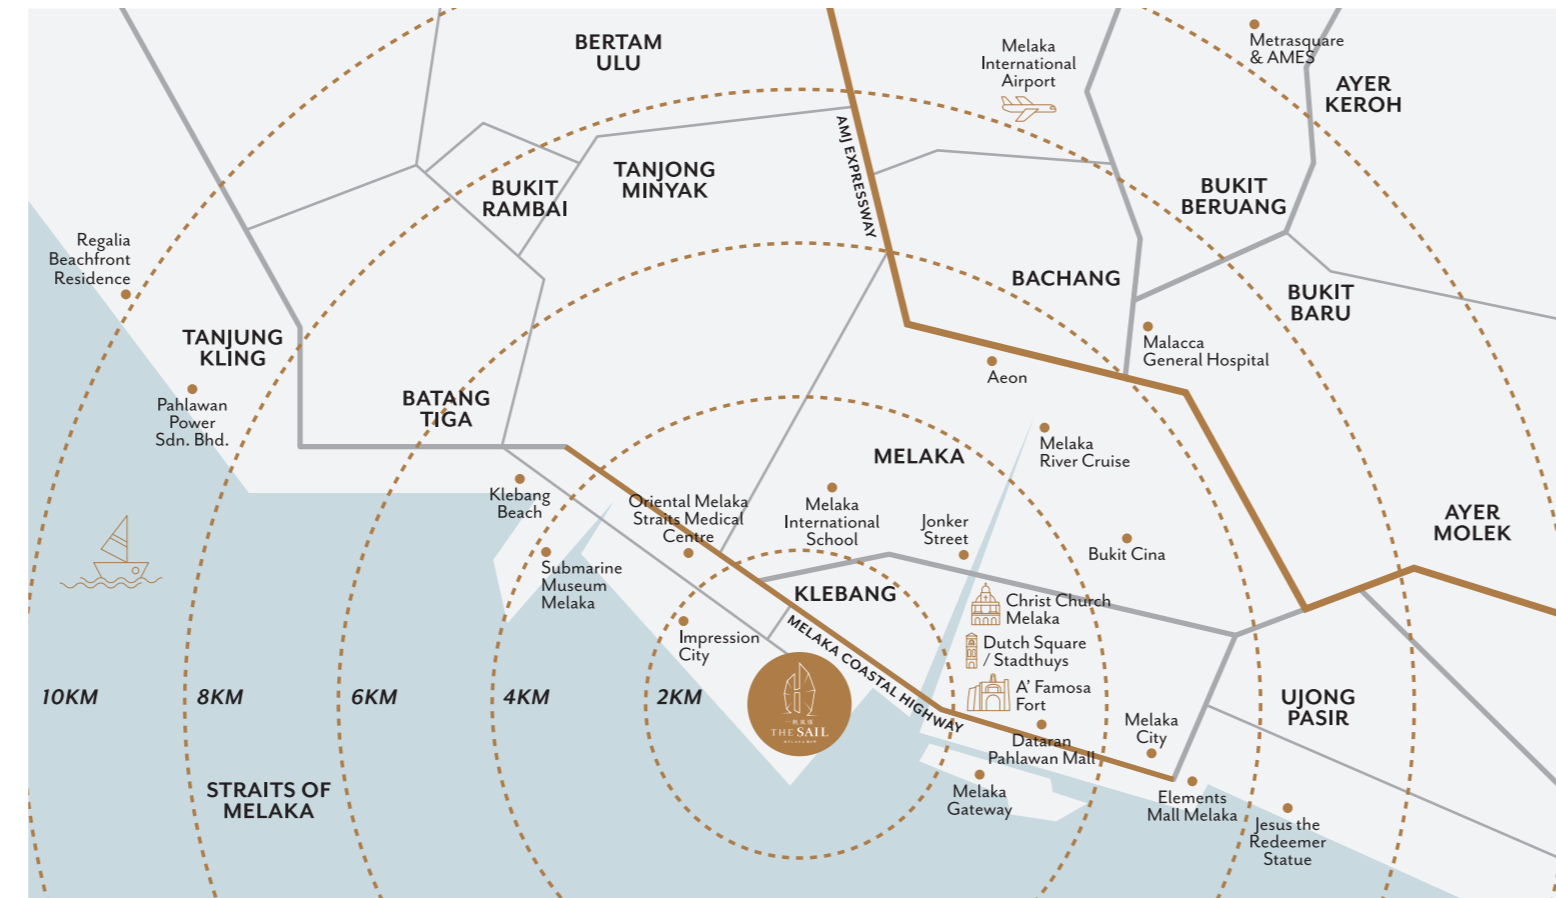 BERTAM
ULU
Melaka
International
Airport
Metrasquare
& AMES
AYER
KEROH
AMJ EXPRESSWAY
TANJONG
MINYAK
BUKIT
RAMBAI
BUKIT
BERUANG
Regalia
Beachfront
Residence
BACHANG
BUKIT
BARU
TANJUNG
KLING
Malacca
General Hospital
Aeon
Pahlawan
Power
Sdn. Bhd.
BATANG
TIGA
MELAKA
Melaka
River Cruise
Klebang
Beach
Oriental Melaka
Straits Medical
Centre
Melaka
International
School
Jonker
Street
AYER
MOLEK
Bukit Cina
Submarine
Museum
Melaka
KLEBANG
Christ Church
Melaka
Impression
City
MELAKA COASTAL HIGHWAY
Dutch Square
/ Stadthuys
A' Famosa
Fort
10KM
8KM
6KM
4KM
2KM
THE SAIL
UJONG
PASIR
Dataran
Pahlawan Mall
Melaka
City
STRAITS OF
MELAKA
Melaka
Gateway
Elements
Mall Melaka
Jesus the
Redeemer
Statue